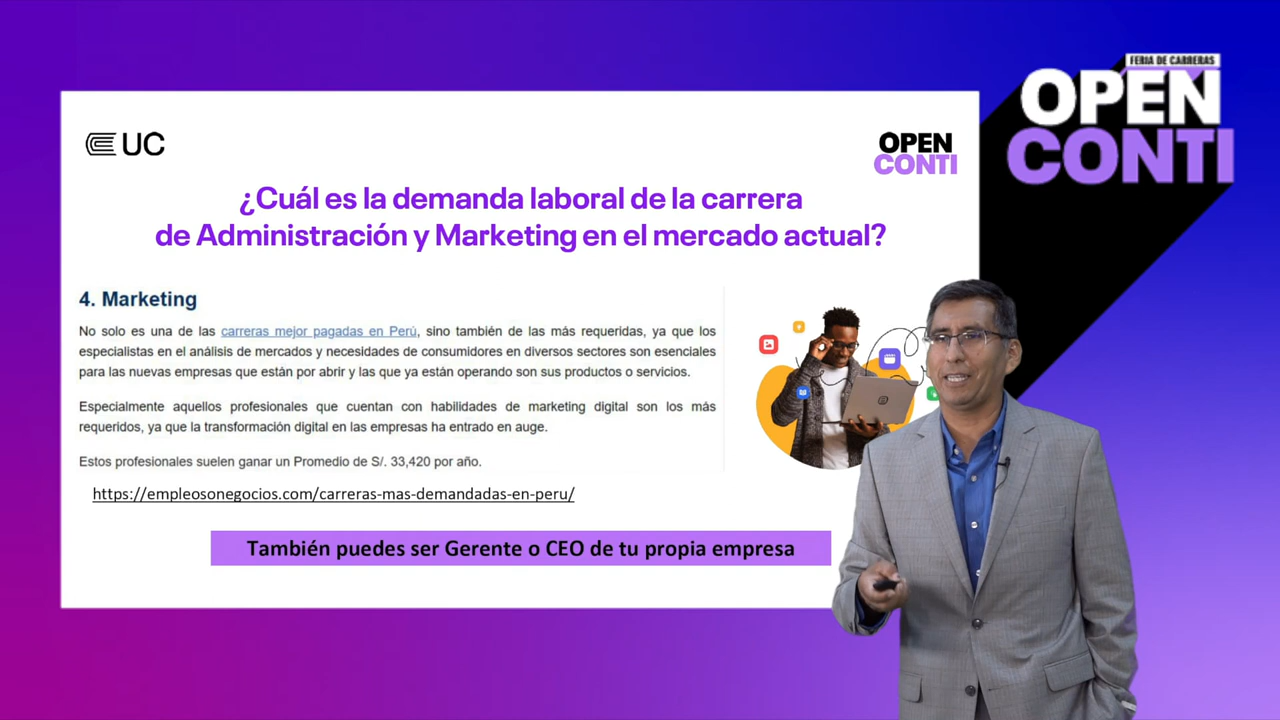 FERIA DE CARRERAS
OPEN
CONTI
UC
OPEN
CONTI
¿Cuál es la demanda laboral de la carrera
de Administración y Marketing en el mercado actual?
4. Marketing
No solo es una de las carreras mejor pagadas en Perú, sino también de las más requeridas, ya que los
especialistas en el análisis de mercados y necesidades de consumidores en diversos sectores son esenciales
para las nuevas empresas que están por abrir y las que ya están operando son sus productos o servicios.
Especialmente aquellos profesionales que cuentan con habilidades de marketing digital son los más
requeridos, ya que la transformación digital en las empresas ha entrado en auge.
Estos profesionales suelen ganar un Promedio de S/. 33,420 por año.
https://empleosonegocios.com/carreras-mas-demandadas-en-peru/
También puedes ser Gerente o CEO de tu propia empresa